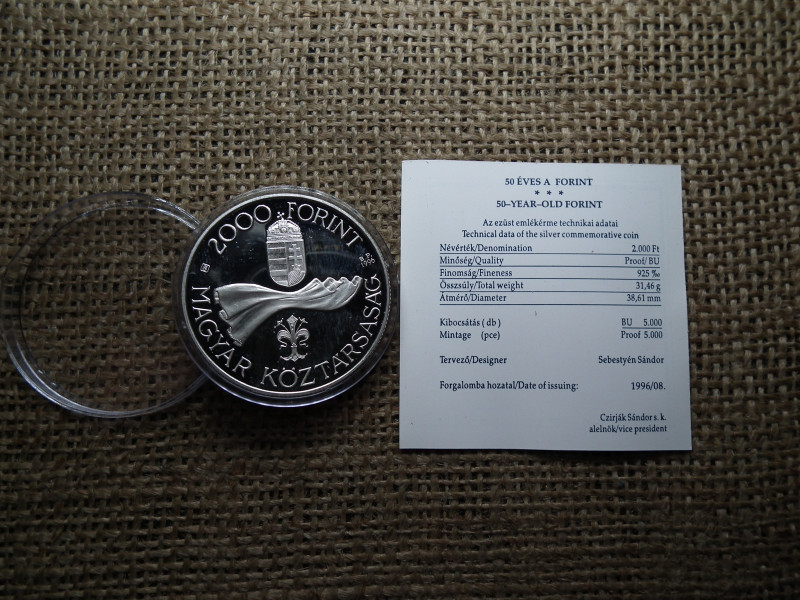 2000 FORINT
BP.
1996
MAGYAR KÖZTÁRSASÁG
50 ÉVES A FORINT
* * *
50–YEAR–OLD FORINT
Az ezüst emlékérme technikai adatai
Technical data of the silver commemorative coin
Névérték/Denomination 2.000 Ft
Minőség/Quality Proof/ BU
Finomság/Fineness 925 ‰
Összsúly/Total weight 31,46 g
Átmérő/Diameter 38,61 mm
Kibocsátás ( db ) BU 5.000
Mintage (pce) Proof 5.000
Tervező/Designer Sebestyén Sándor
Forgalomba hozatal/Date of issuing: 1996/08.
Czirják Sándor s. k.
alelnök/vice president